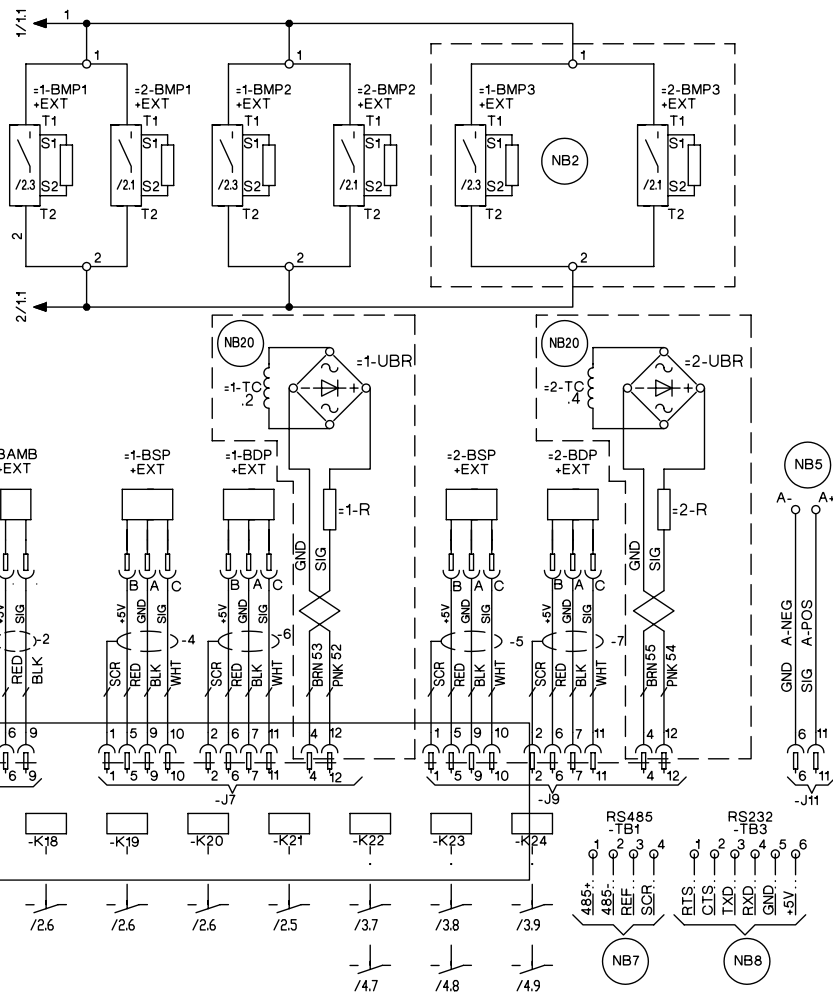 1/1.1
1
1
1
1
=1-BMP1
+EXT
=2-BMP1
+EXT
=1-BMP2
+EXT
=2-BMP2
+EXT
=1-BMP3
+EXT
=2-BMP3
+EXT
T1
T1
T1
T1
T1
T1
S1
S1
S1
S1
S1
S1
NB2
/2.3
/2.1
/2.3
/2.1
/2.3
/2.1
S2
S2
S2
S2
S2
S2
T2
T2
T2
T2
T2
T2
2
2
2
2
2/1.1
NB20
=1-UBR
=1-TC
.2
+
NB20
=2-UBR
=2-TC
.4
+
BAMB
+EXT
=1-BSP
+EXT
=1-BDP
+EXT
=2-BSP
+EXT
=2-BDP
+EXT
NB5
A-
A+
=1-R
=2-R
B A C
B A C
B A C
B A C
+5V
SIG
+5V
GND
SIG
+5V
GND
SIG
GND
SIG
+5V
GND
SIG
+5V
GND
SIG
GND
SIG
-2
-4
-6
-5
-7
RED
BLK
SCR
RED
BLK
WHT
SCR
RED
BLK
WHT
BRN 53
PNK 52
SCR
RED
BLK
WHT
SCR
RED
BLK
WHT
BRN 55
PNK 54
GND A-NEG
SIG A-POS
6 9
1 5 9 10
2 6 7 11
4 12
1 5 9 10
2 6 7 11
4 12
6 11
6 9
1 5 9 10
2 6 7 11
4 12
1 5 9 10
2 6 7 11
4 12
6 11
-J7
-J9
-J11
-K18
-K19
-K20
-K21
-K22
-K23
-K24
RS485
-TB1
1 2 3 4
485+
485-
REF
SCR
NB7
RS232
-TB3
1 2 3 4 5 6
RTS
CTS
TXD
RXD
GND
+5V
NB8
/2.6
/2.6
/2.6
/2.5
/3.7
/3.8
/3.9
/4.7
/4.8
/4.9